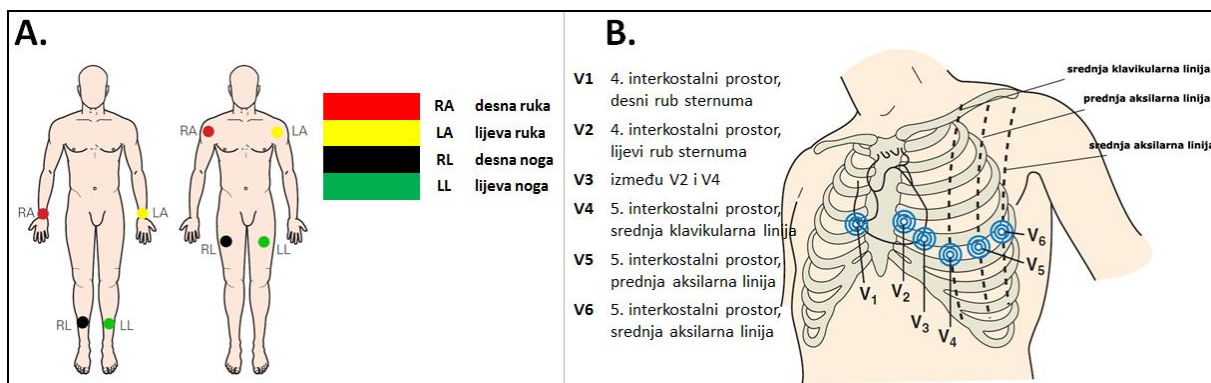 A.
RA
LA
RL
LL
RA
LA
RL
LL
RA desna ruka
LA lijeva ruka
RL desna noga
LL lijeva noga
B.
V1 4. interkostalni prostor,
desni rub sternuma
V2 4. interkostalni prostor,
lijevi rub sternuma
V3 između V2 i V4
V4 5. interkostalni prostor,
srednja klavikularna linija
V5 5. interkostalni prostor,
prednja aksilarna linija
V6 5. interkostalni prostor,
srednja aksilarna linija
srednja klavikularna linija
prednja aksilarna linija
srednja aksilarna linija
V1
V2
V3
V4
V5
V6